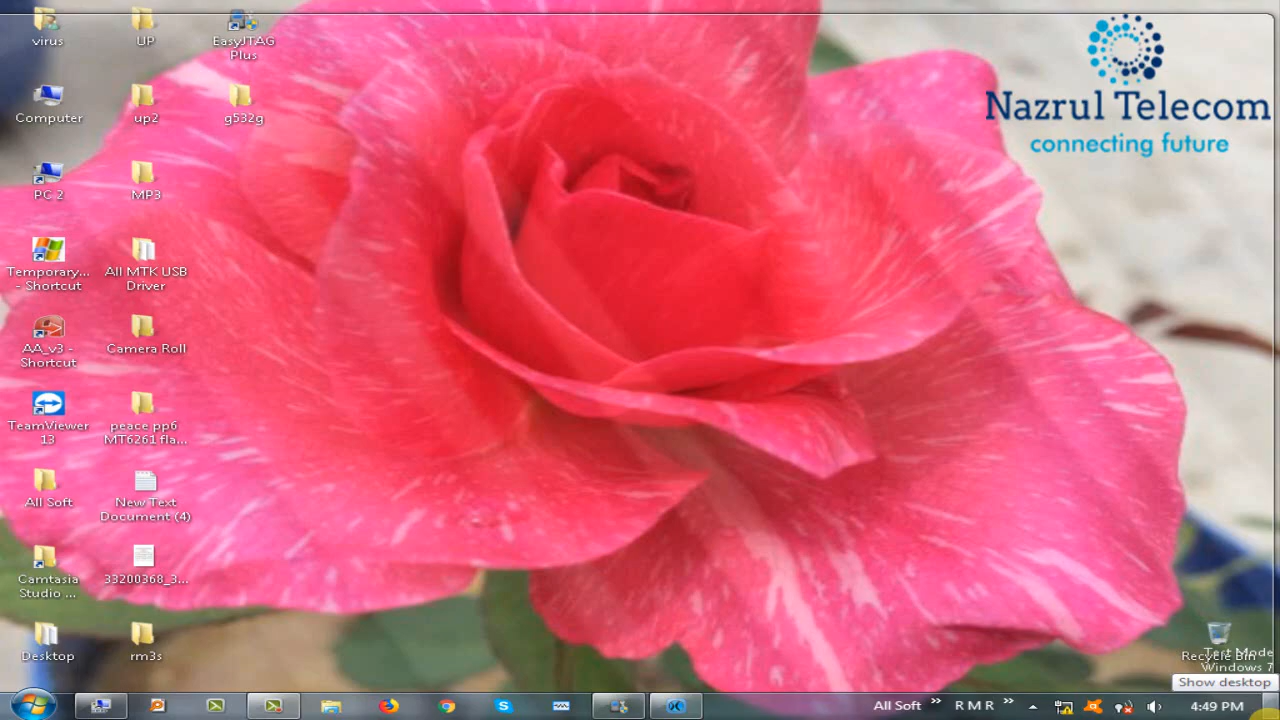 virus
UP
EasyJTAG
Plus
Nazrul Telecom
connecting future
Computer
up2
g532g
PC 2
MP3
Temporary...
- Shortcut
All MTK USB
Driver
AA_v3 -
Shortcut
Camera Roll
TeamViewer
13
peace pp6
MT6261 fla...
All Soft
New Text
Document (4)
Camtasia
Studio ...
33200368_3...
Desktop
rm3s
Recycle Bin
Test Mode
Windows 7
Show desktop
All Soft
R M R
4:49 PM